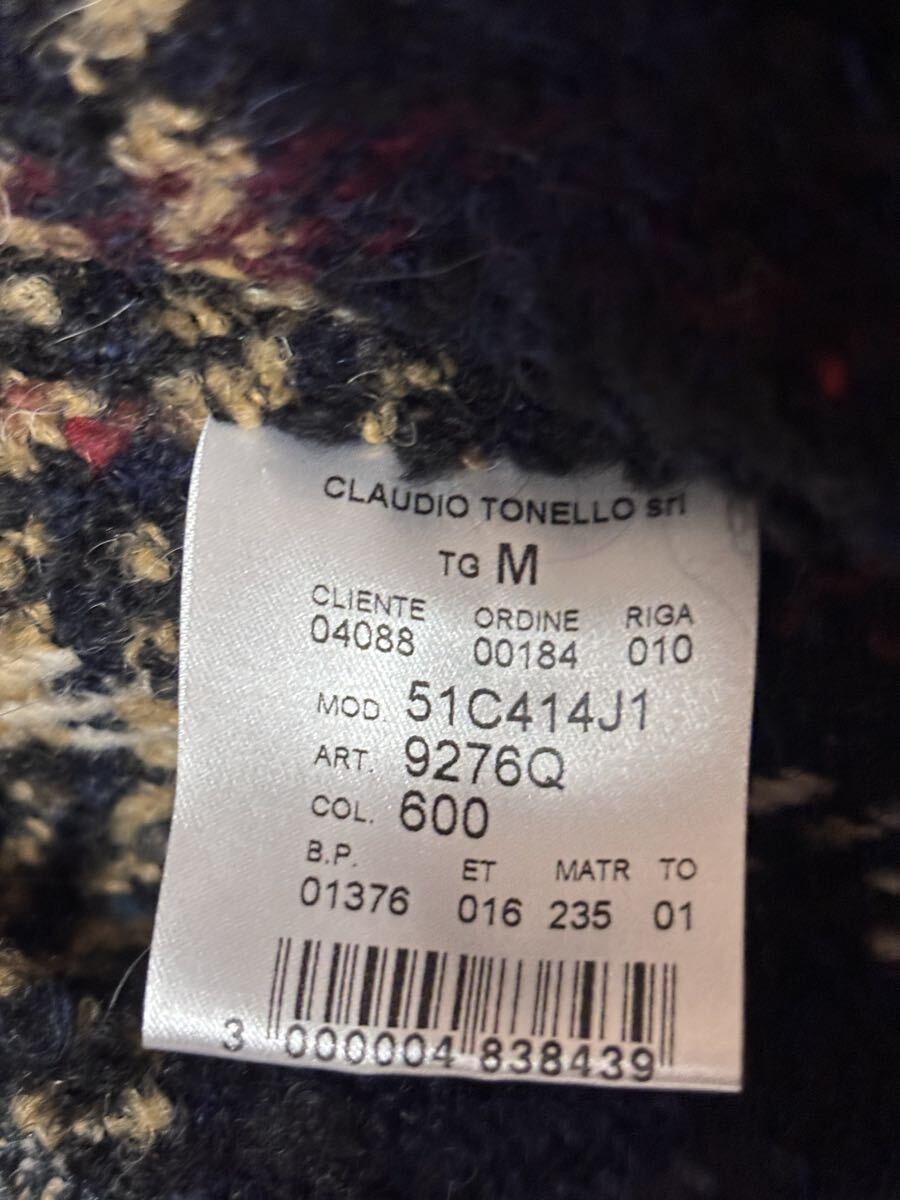 CLAUDIO TONELLO srl
TG M
CLIENTE ORDINE RIGA
04088 00184 010
MOD. 51C414J1
ART. 9276Q
COL. 600
B.P. ET MATR TO
01376 016 235 01
3 000004 838439